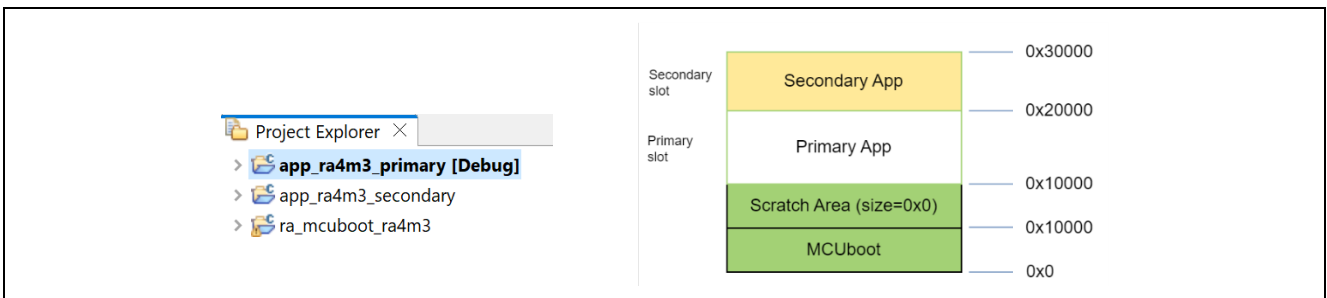 Project Explorer
app_ra4m3_primary [Debug]
app_ra4m3_secondary
ra_mcuboot_ra4m3
0x30000
Secondary
slot
Secondary App
0x20000
Primary
slot
Primary App
0x10000
Scratch Area (size=0x0)
0x10000
MCUboot
0x0